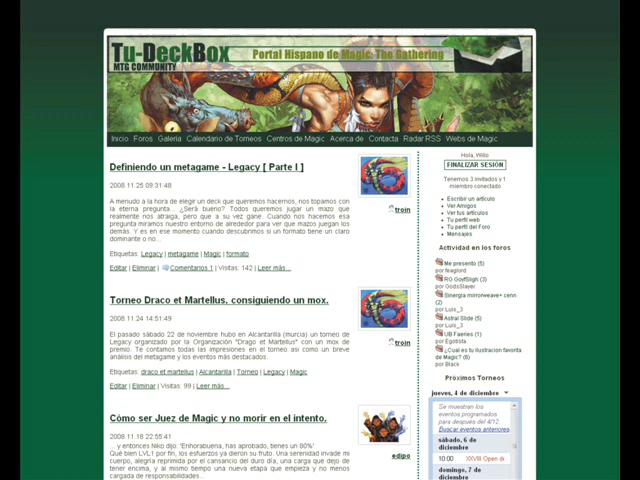 Tu-DeckBox
MTG COMMUNITY
Portal Hispano de Magic: The Gathering
Inicio Foros Galeria Calendario de Torneos Centros de Magic Acerca de Contacta Radar RSS Webs de Magic
Definiendo un metagame - Legacy [ Parte I ]
2008.11.25 09:31:48
troin
A menudo a la hora de elegir un deck que queremos hacernos, nos topamos con
la eterna pregunta... ¿Será bueno? Todos queremos jugar un mazo que
realmente nos atraiga, pero que a su vez gane. Cuando nos hacemos esa
pregunta miramos nuestro entorno de alrededor para ver que mazos juegan los
demás. Y es en ese momento cuando descubrimos si un formato tiene un claro
dominante o no...
Etiquetas: Legacy | metagame | Magic | formato
Editar | Eliminar | Comentarios 1 | Visitas: 142 | Leer más...
Torneo Draco et Martellus, consiguiendo un mox.
2008.11.24 14:51:49
troin
El pasado sábado 22 de noviembre hubo en Alcantarilla (murcia) un torneo de
Legacy organizado por la Organización "Drago et Martellus" con un mox de
premio. Te contamos todas las impresiones en el torneo asi como un breve
análisis del metagame y los eventos más destacados.
Etiquetas: draco et martellus | Alcantarilla | Torneo | Legacy | Magic
Editar | Eliminar | Visitas: 99 | Leer más...
Cómo ser Juez de Magic y no morir en el intento.
2008.11.18 22:55:41
edipo
... y entonces Niko dijo: 'Enhorabuena, has aprobado, tienes un 80%'
Qué bien LVL1 por fin, los esfuerzos ya dieron su fruto. Una serenidad invade mi
cuerpo, alegría reprimida por el cansancio del duro día, una carga que dejo de
tener encima, y al mismo tiempo una nueva etapa que empieza y no menos
cargada de responsabilidades...
Hola, Willo
FINALIZAR SESIÓN
Tenemos 3 invitados y 1
miembro conectado
Escribir un artículo
Ver Amigos
Ver tus artículos
Tu perfil web
Tu perfil del Foro
Mensajes
Actividad en los foros
Me presento (5)
por feaglord
RG GoyfSligh (3)
por GodsSlayer
Sinergia mirrorweave+ cenn
(2)
por Luis_3
Astral Slide (5)
por Luis_3
UB Faeries (1)
por Egotista
¿Cual es tu ilustracion favorita
de Magic? (8)
por Black
Próximos Torneos
jueves, 4 de diciembre
Se muestran los
eventos programados
para después del 4/12.
Buscar eventos anteriores
sábado, 6 de
diciembre
10:00 XXVIII Open de
domingo, 7 de
diciembre